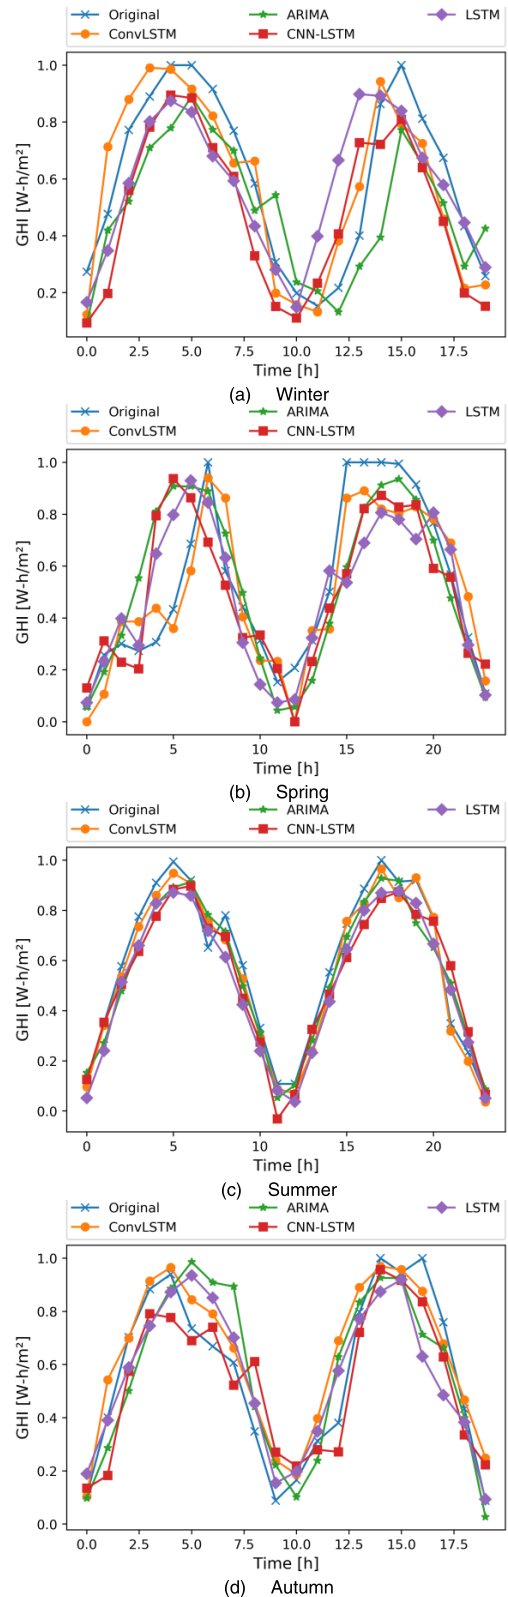 Original ARIMA LSTM
ConvLSTM CNN-LSTM
1.0
0.8
0.6
0.4
0.2
GHI [W-h/m²]
0.0 2.5 5.0 7.5 10.0 12.5 15.0 17.5
Time [h]
(a) Winter
Original ARIMA LSTM
ConvLSTM CNN-LSTM
1.0
0.8
0.6
0.4
0.2
0.0
GHI [W-h/m²]
0 5 10 15 20
Time [h]
(b) Spring
Original ARIMA LSTM
ConvLSTM CNN-LSTM
1.0
0.8
0.6
0.4
0.2
0.0
GHI [W-h/m²]
0 5 10 15 20
Time [h]
(c) Summer
Original ARIMA LSTM
ConvLSTM CNN-LSTM
1.0
0.8
0.6
0.4
0.2
0.0
GHI [W-h/m²]
0.0 2.5 5.0 7.5 10.0 12.5 15.0 17.5
Time [h]
(d) Autumn